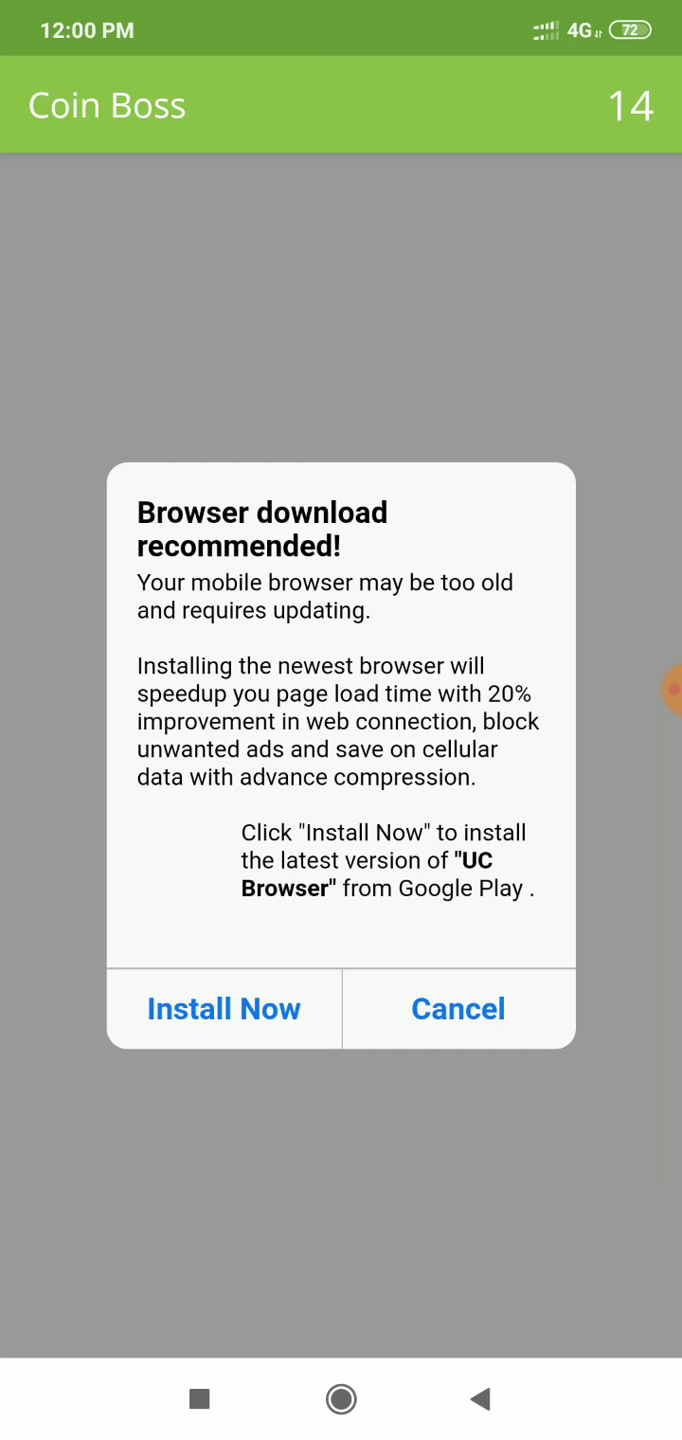 12:00 PM 4G 72
Coin Boss 14
Browser download
recommended!
Your mobile browser may be too old
and requires updating.
Installing the newest browser will
speedup you page load time with 20%
improvement in web connection, block
unwanted ads and save on cellular
data with advance compression.
Click "Install Now" to install
the latest version of "UC
Browser" from Google Play .
Install Now Cancel